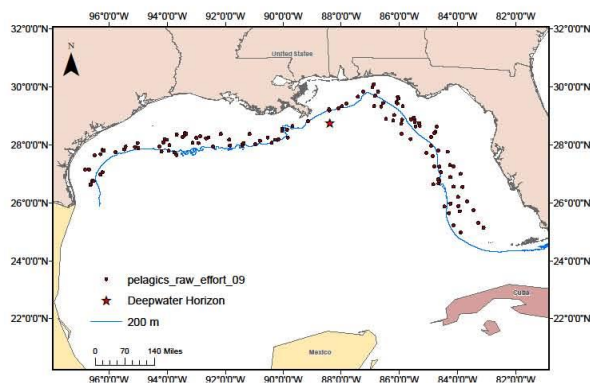 96°0'0"W 94°0'0"W 92°0'0"W 90°0'0"W 88°0'0"W 86°0'0"W 84°0'0"W 82°0'0"W
32°0'0"N 32°0'0"N
N
United States
30°0'0"N 30°0'0"N
28°0'0"N 28°0'0"N
26°0'0"N 26°0'0"N
24°0'0"N 24°0'0"N
pelagics_raw_effort_09
Deepwater Horizon
Cuba
22°0'0"N 22°0'0"N
200 m
0 70 140 Miles
Mexico
96°0'0"W 94°0'0"W 92°0'0"W 90°0'0"W 88°0'0"W 86°0'0"W 84°0'0"W 82°0'0"W